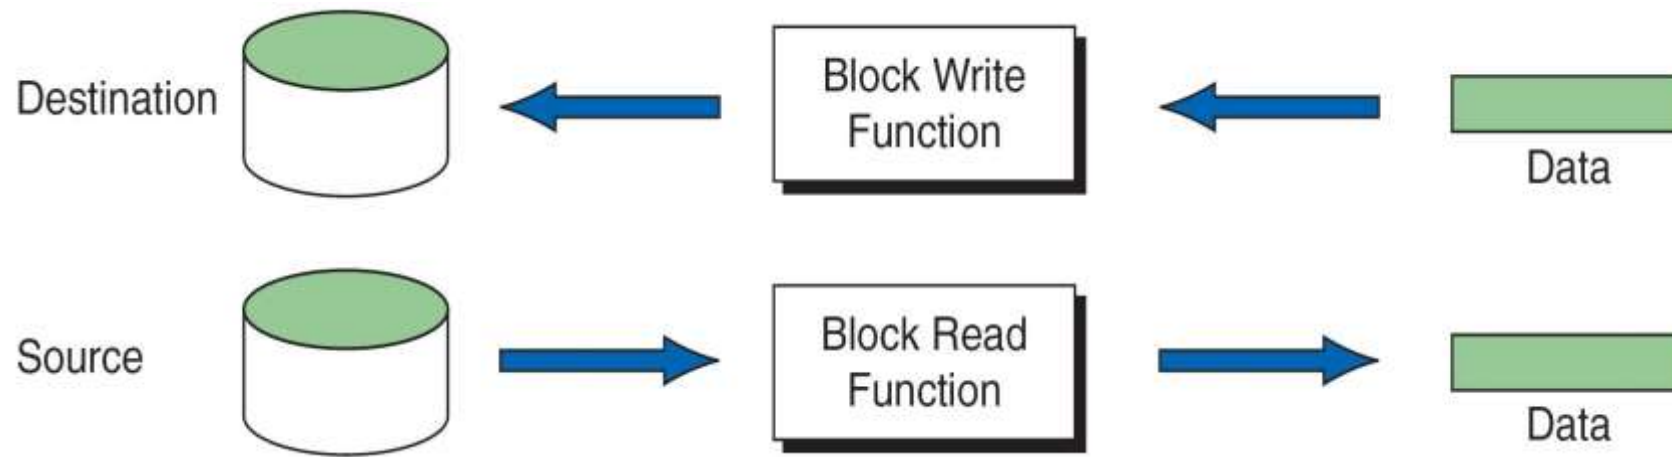 Destination
Block Write
Function
Data
Source
Block Read
Function
Data